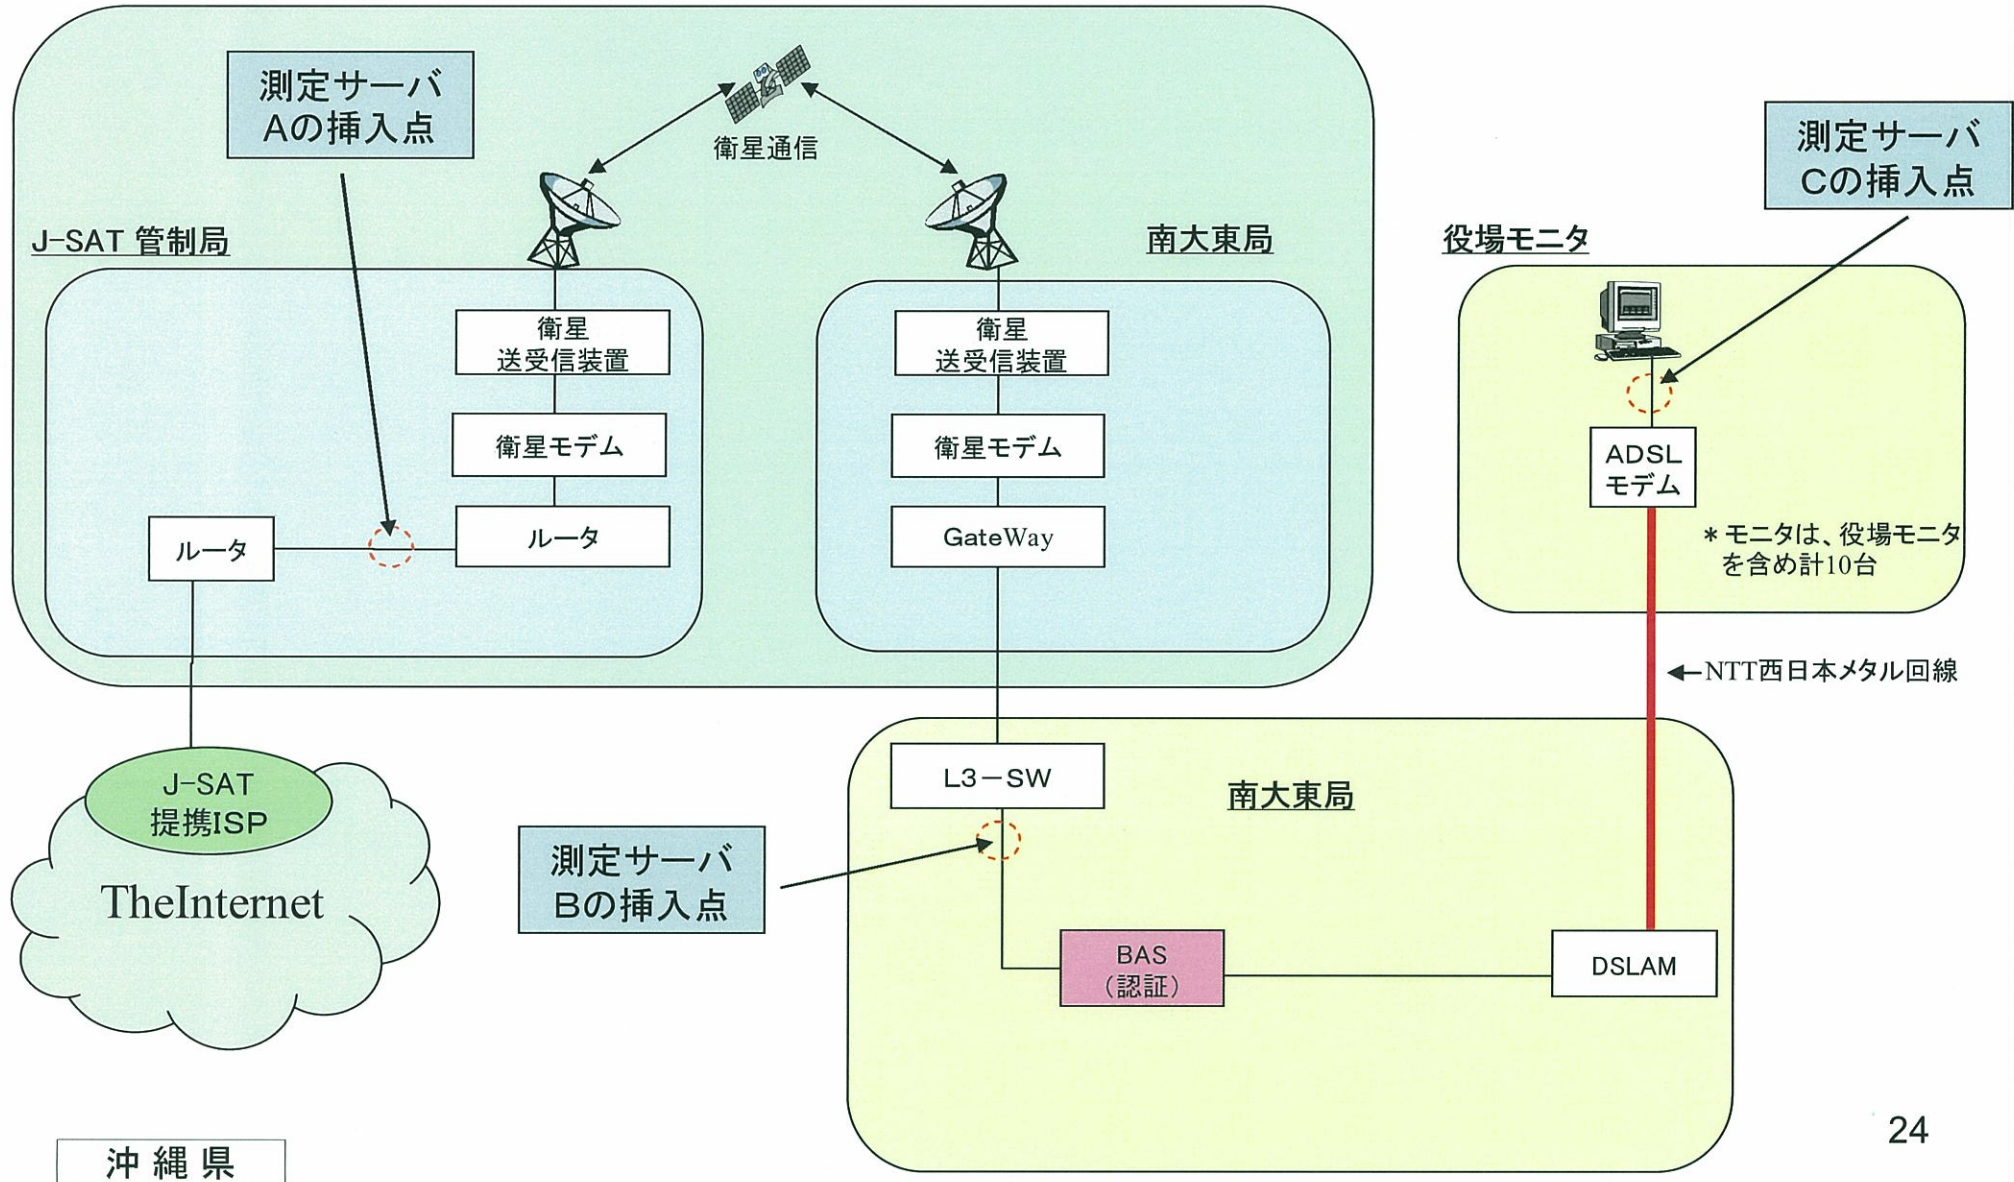 測定サーバ
Aの挿入点
衛星通信
測定サーバ
Cの挿入点
J-SAT 管制局
南大東局
役場モニタ
衛星
送受信装置
衛星
送受信装置
衛星モデム
衛星モデム
ADSL
モデム
ルータ
ルータ
GateWay
＊モニタは、役場モニタ
を含め計10台
←NTT西日本メタル回線
J-SAT
提携ISP
TheInternet
L3－SW
南大東局
測定サーバ
Bの挿入点
BAS
（認証）
DSLAM
24
沖縄県